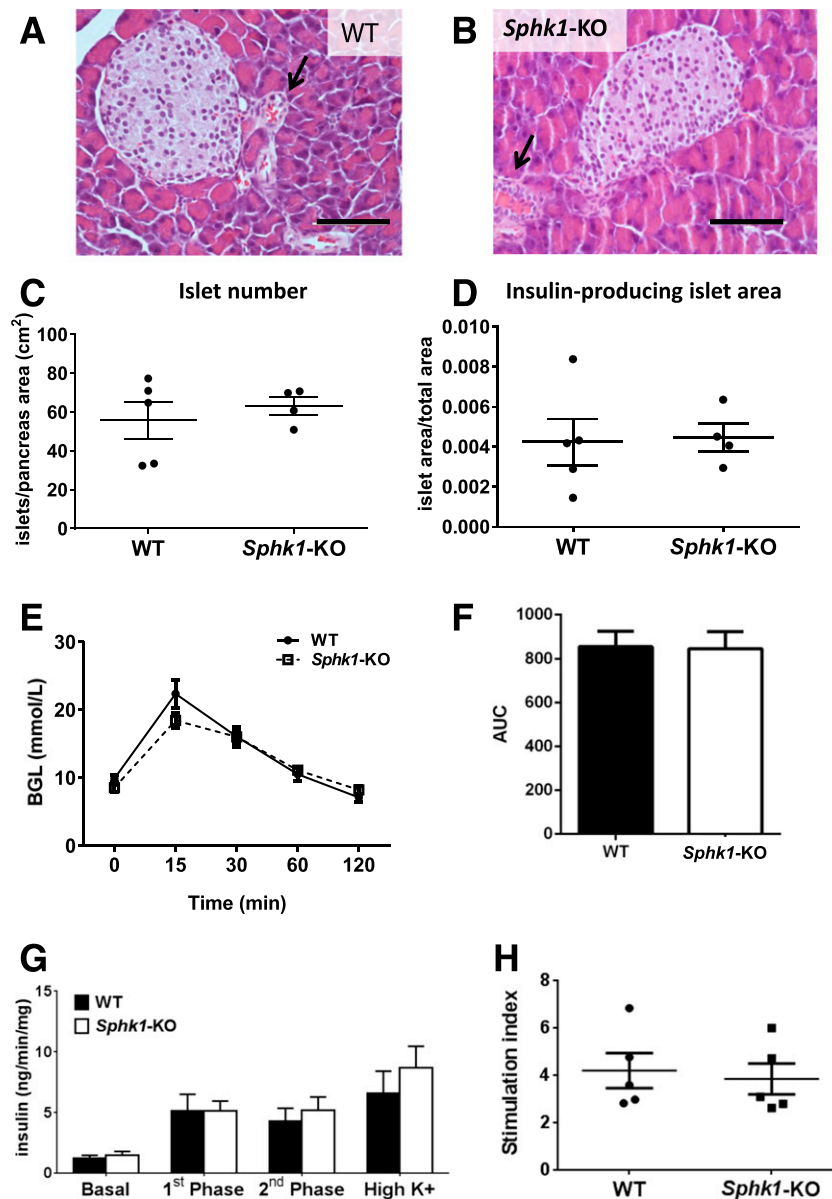 A
WT
B
Sphk1-KO
C
Islet number
islets/pancreas area (cm²)
100
80
60
40
20
0
WT
Sphk1-KO
D
Insulin-producing islet area
islet area/total area
0.010
0.008
0.006
0.004
0.002
0.000
WT
Sphk1-KO
E
BGL (mmol/L)
30
20
10
0
WT
Sphk1-KO
0 15 30 60 120
Time (min)
F
AUC
1000
800
600
400
200
0
WT
Sphk1-KO
G
insulin (ng/min/mg)
15
10
5
0
WT
Sphk1-KO
Basal 1st Phase 2nd Phase High K+
H
Stimulation index
8
6
4
2
0
WT
Sphk1-KO